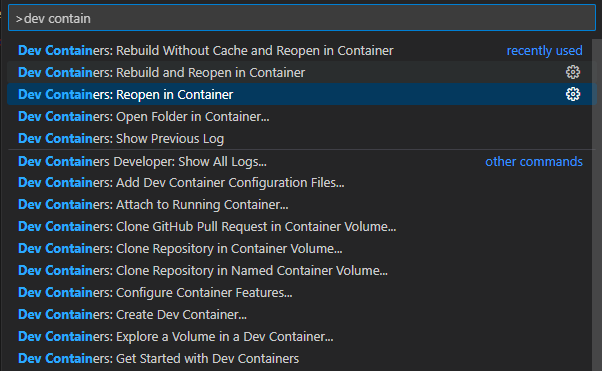 >dev contain
Dev Containers: Rebuild Without Cache and Reopen in Container recently used
Dev Containers: Rebuild and Reopen in Container
Dev Containers: Reopen in Container
Dev Containers: Open Folder in Container...
Dev Containers: Show Previous Log
Dev Containers Developer: Show All Logs... other commands
Dev Containers: Add Dev Container Configuration Files...
Dev Containers: Attach to Running Container...
Dev Containers: Clone GitHub Pull Request in Container Volume...
Dev Containers: Clone Repository in Container Volume...
Dev Containers: Clone Repository in Named Container Volume...
Dev Containers: Configure Container Features...
Dev Containers: Create Dev Container...
Dev Containers: Explore a Volume in a Dev Container...
Dev Containers: Get Started with Dev Containers